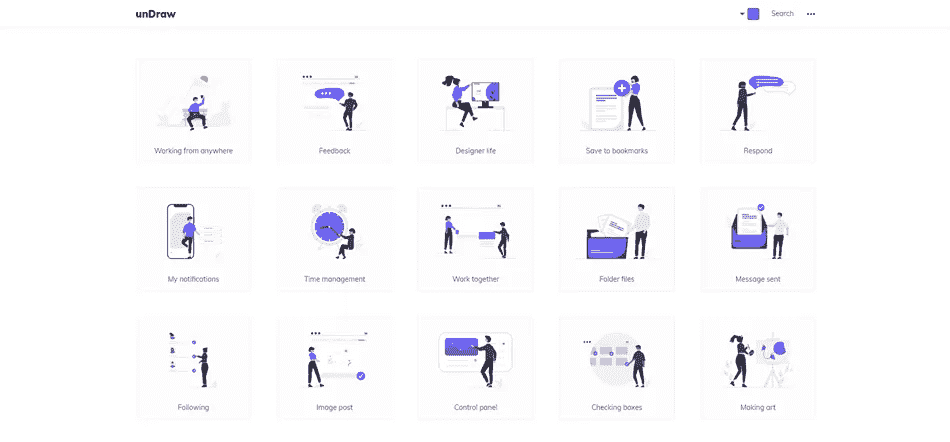 unDraw
Search
Working from anywhere
Feedback
Designer life
Save to bookmarks
Respond
My notifications
Time management
Work together
Folder files
Message sent
Following
Image post
Control panel
Checking boxes
Making art